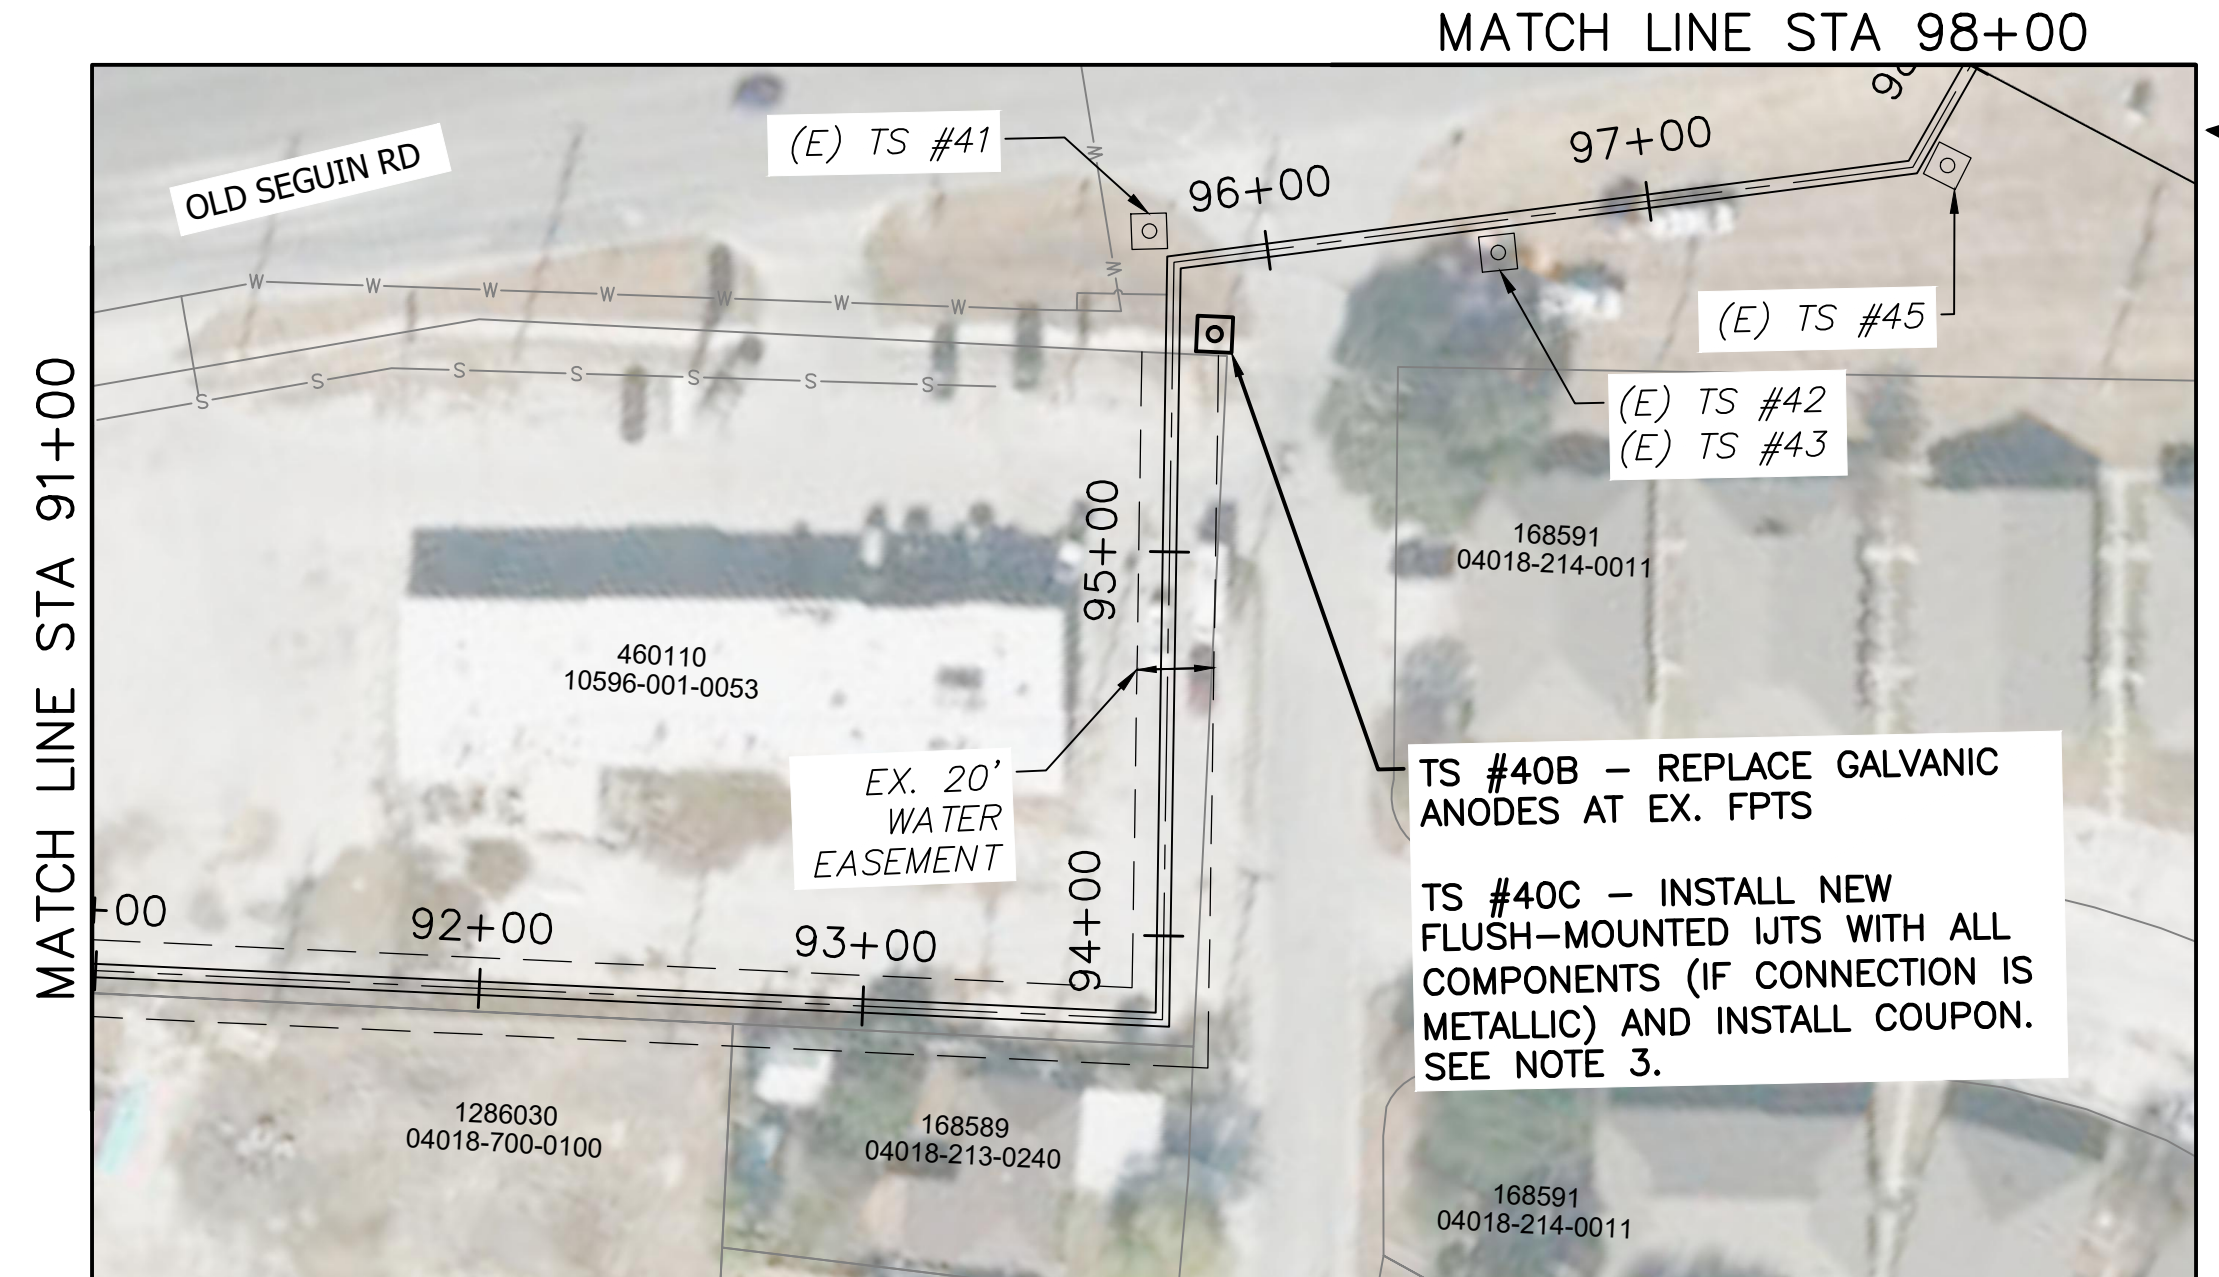 MATCH LINE STA 98+00
OLD SEGUIN RD
(E) TS #41
96+00
97+00
W
W
W
W
W
W
W
W
W
S
S
S
S
S
S
S
(E) TS #45
(E) TS #42
(E) TS #43
MATCH LINE STA 91+00
95+00
168591
04018-214-0011
460110
10596-001-0053
EX. 20'
WATER
EASEMENT
TS #40B – REPLACE GALVANIC
ANODES AT EX. FPTS
TS #40C – INSTALL NEW
FLUSH–MOUNTED IJTS WITH ALL
COMPONENTS (IF CONNECTION IS
METALLIC) AND INSTALL COUPON.
SEE NOTE 3.
+00
92+00
93+00
94+00
1286030
04018-700-0100
168589
04018-213-0240
168591
04018-214-0011